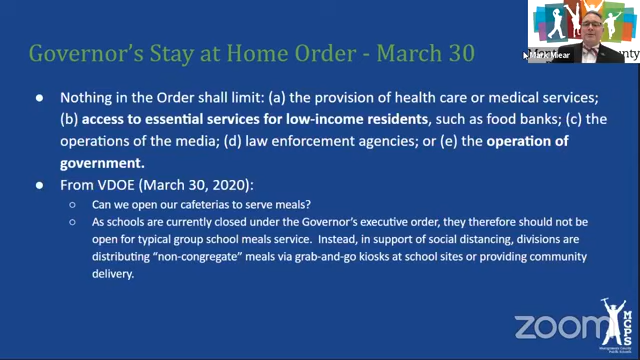 Governor's Stay at Home Order - March 30
Mark Miear
Nothing in the Order shall limit: (a) the provision of health care or medical services;
(b) access to essential services for low-income residents, such as food banks; (c) the
operations of the media; (d) law enforcement agencies; or (e) the operation of
government.
From VDOE (March 30, 2020):
Can we open our cafeterias to serve meals?
As schools are currently closed under the Governor's executive order, they therefore should not be
open for typical group school meals service. Instead, in support of social distancing, divisions are
distributing "non-congregate" meals via grab-and-go kiosks at school sites or providing community
delivery.
zoom
MCPS
Montgomery County
Public Schools